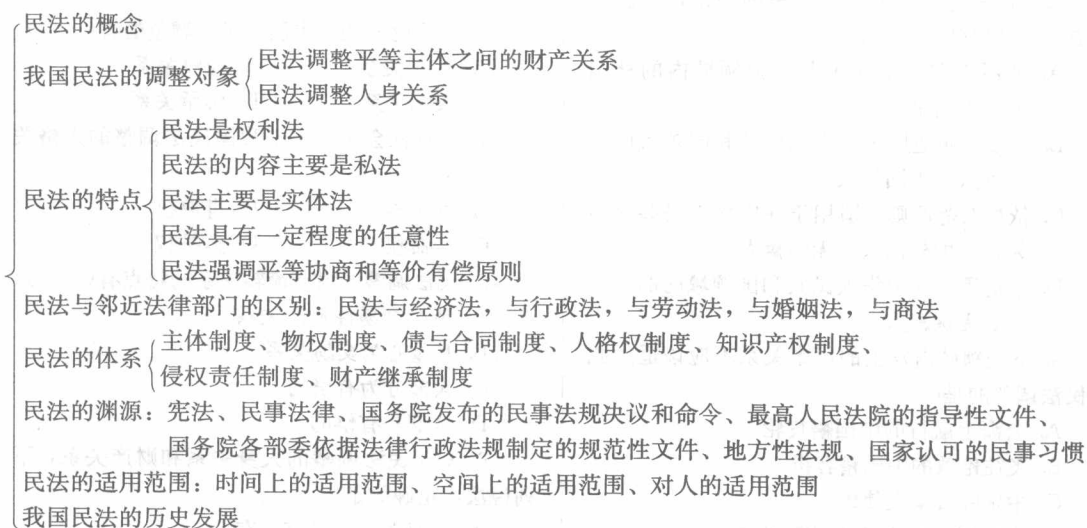 民法的概念
我国民法的调整对象
民法调整平等主体之间的财产关系
民法调整人身关系
民法的特点
民法是权利法
民法的内容主要是私法
民法主要是实体法
民法具有一定程度的任意性
民法强调平等协商和等价有偿原则
民法与邻近法律部门的区别：民法与经济法，与行政法，与劳动法，与婚姻法，与商法
民法的体系
主体制度、物权制度、债与合同制度、人格权制度、知识产权制度、
侵权责任制度、财产继承制度
民法的渊源：宪法、民事法律、国务院发布的民事法规决议和命令、最高人民法院的指导性文件、
国务院各部委依据法律行政法规制定的规范性文件、地方性法规、国家认可的民事习惯
民法的适用范围：时间上的适用范围、空间上的适用范围、对人的适用范围
我国民法的历史发展